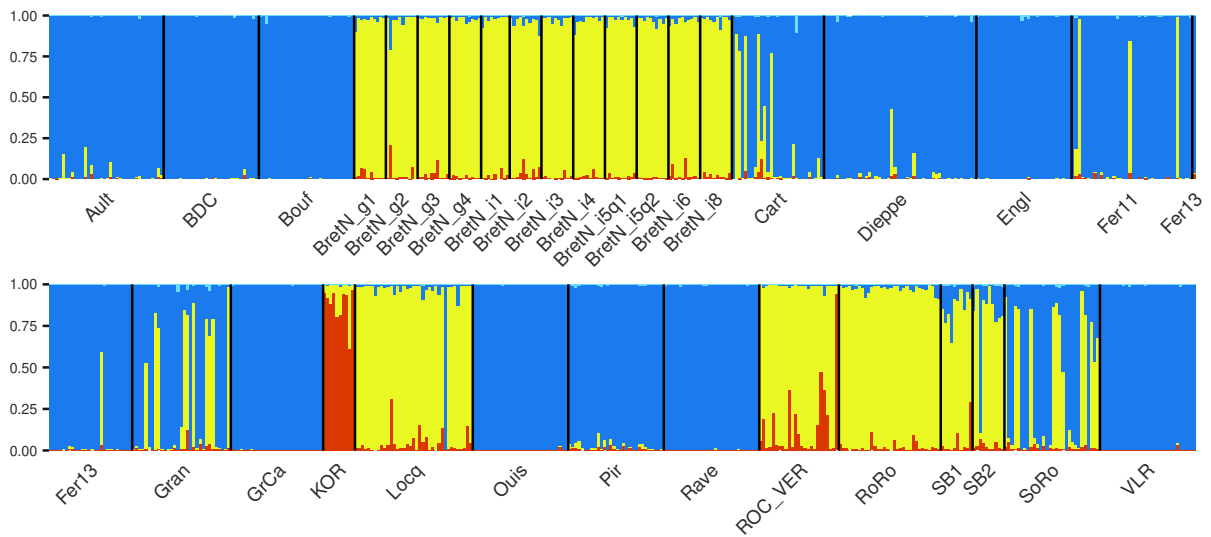 1.00
0.75
0.50
0.25
0.00
Ault
BDC
Bouf
BretN_g1
BretN_g2
BretN_g3
BretN_g4
BretN_i1
BretN_i2
BretN_i3
BretN_i4
BretN_i5q1
BretN_i5q2
BretN_i6
BretN_i8
Cart
Dieppe
Engl
Fer11
Fer13
1.00
0.75
0.50
0.25
0.00
Fer13
Gran
GrCa
KOR
Locq
Ouis
Pir
Rave
ROC_VER
RoRo
SB1
SB2
SoRo
VLR